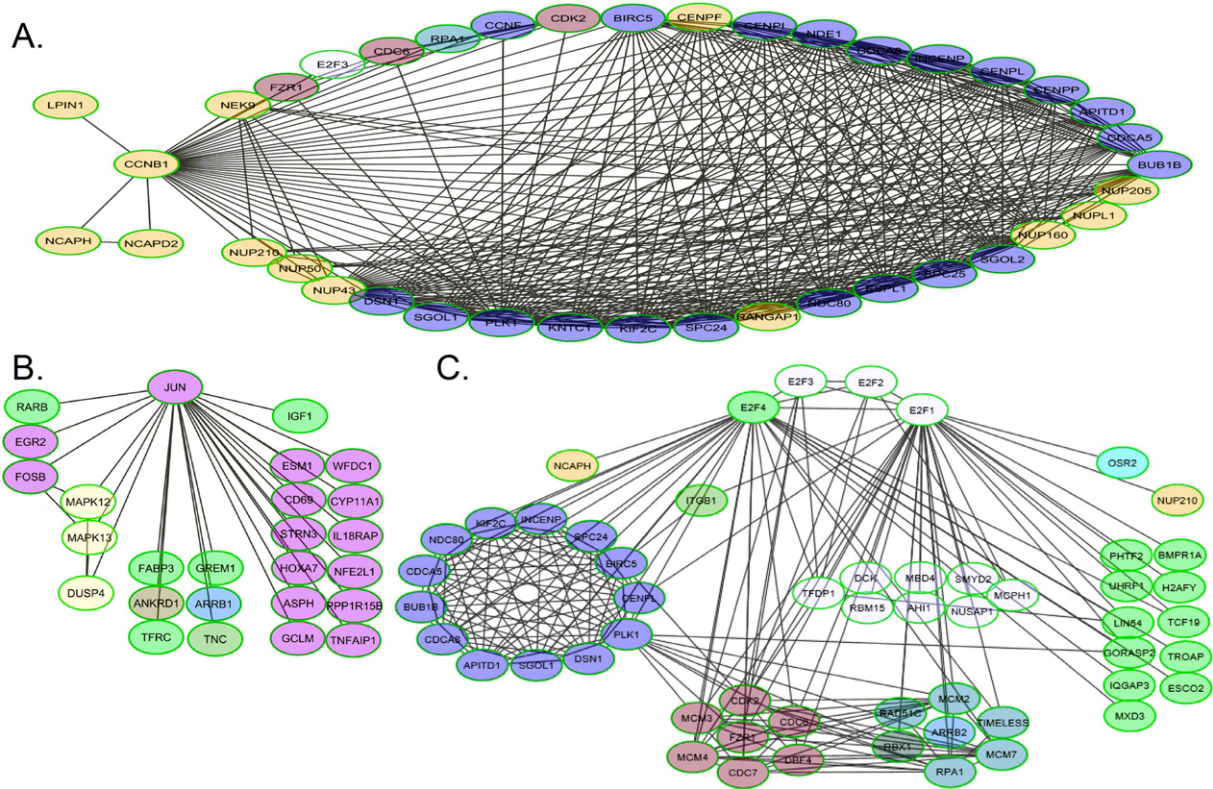 A.
CCNE CDK2 BIRC5 CENPF CENPL NDE1
RPA1 CDCA8 INCENP
CDC6 CENPL
E2F3 CENPP
FZR1 APITD1
LPIN1 NEK9 CDCA5
CCNB1 BUB1B
NUP205
NUPL1
NCAPH NCAPD2 NUP210 NUP160
NUP50 SGOL2
NUP43 SPC25
DSN1 ESPL1
SGOL1 NDC80
PLK1 KNTC1 KIF2C SPC24 RANGAP1
B.
JUN
RARB IGF1
EGR2
FOSB ESM1 WFDC1
MAPK12 CD69 CYP11A1
MAPK13 STRN3 IL18RAP
FABP3 GREM1 HOXA7 NFE2L1
DUSP4 ANKRD1 ARRB1 ASPH PPP1R15B
TFRC TNC GCLM TNFAIP1
C.
E2F3 E2F2
E2F4 E2F1
NCAPH OSR2
ITGB1 NUP210
KIF2C INCENP
NDC80 SPC24
CDCA5 BIRC5
BUB1B CENPL
CDCA8 PLK1
APITD1 SGOL1 DSN1
DCK MBD4 SMYD2
TFDP1 MCPH1
RBM15 AHI1 NUSAP1
PHTF2 BMPR1A
UHRF1 H2AFY
LIN54 TCF19
GORASP2 TROAP
IQGAP3 ESCO2
MXD3
CDK2 MCM2
MCM3 CDC6 RAD51C TIMELESS
FZR1 ARRB2
MCM4 DBF4 RBX1 MCM7
CDC7 RPA1